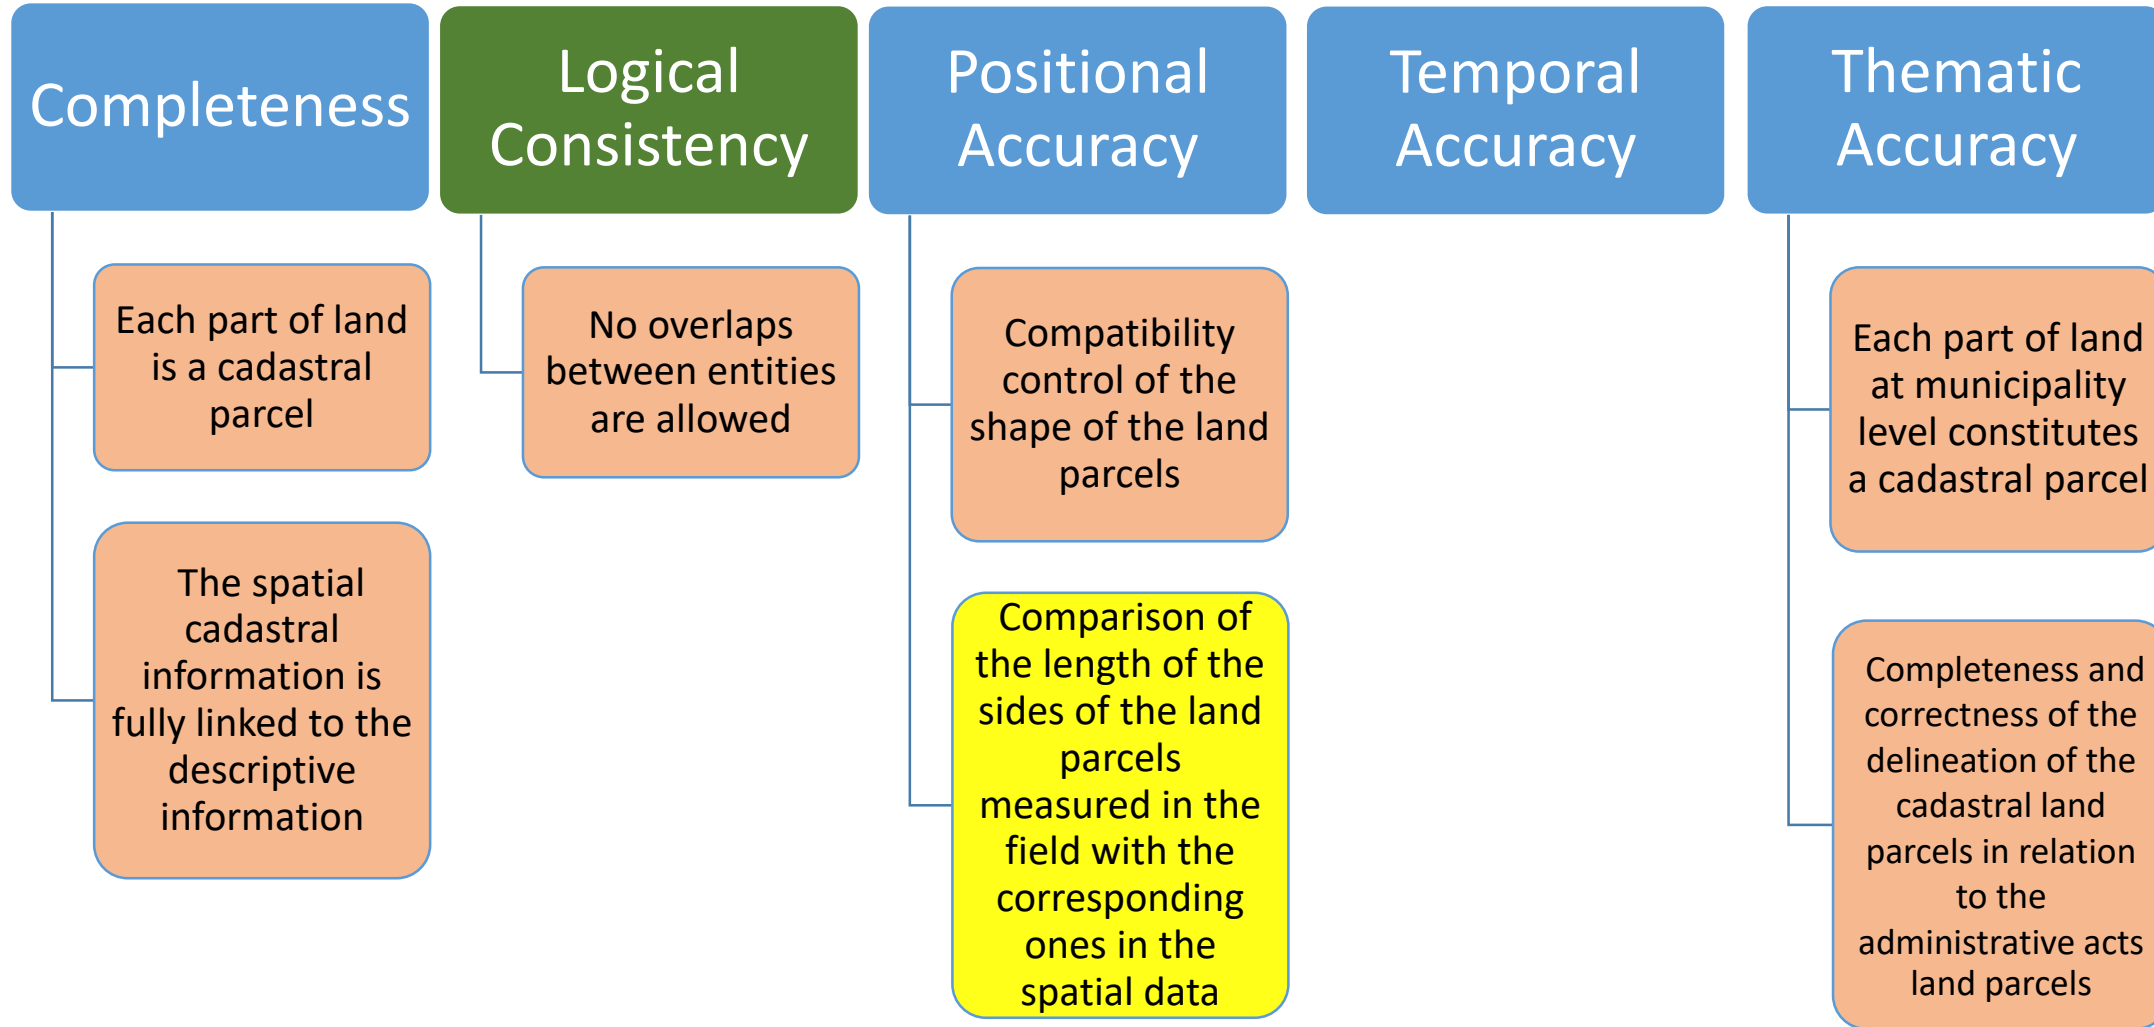 Completeness
Each part of land
is a cadastral
parcel
The spatial
cadastral
information is
fully linked to the
descriptive
information
Logical
Consistency
No overlaps
between entities
are allowed
Positional
Accuracy
Compatibility
control of the
shape of the land
parcels
Comparison of
the length of the
sides of the land
parcels
measured in the
field with the
corresponding
ones in the
spatial data
Temporal
Accuracy
Thematic
Accuracy
Each part of land
at municipality
level constitutes
a cadastral parcel
Completeness and
correctness of the
delineation of the
cadastral land
parcels in relation
to the
administrative acts
land parcels